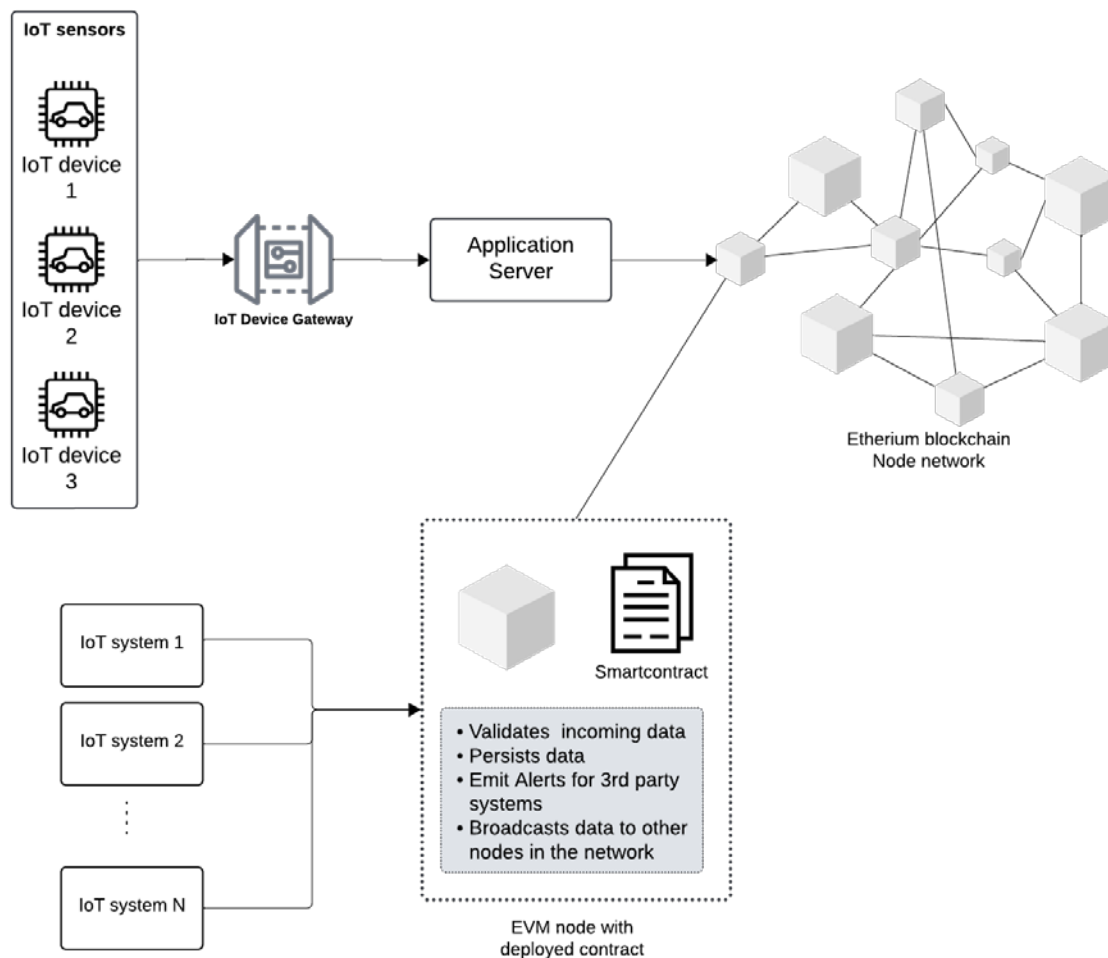 IoT sensors
IoT device
1
IoT device
2
IoT device
3
IoT Device Gateway
Application
Server
Etherium blockchain
Node network
IoT system 1
IoT system 2
IoT system N
Smartcontract
• Validates incoming data
• Persists data
• Emit Alerts for 3rd party
systems
• Broadcasts data to other
nodes in the network
EVM node with
deployed contract